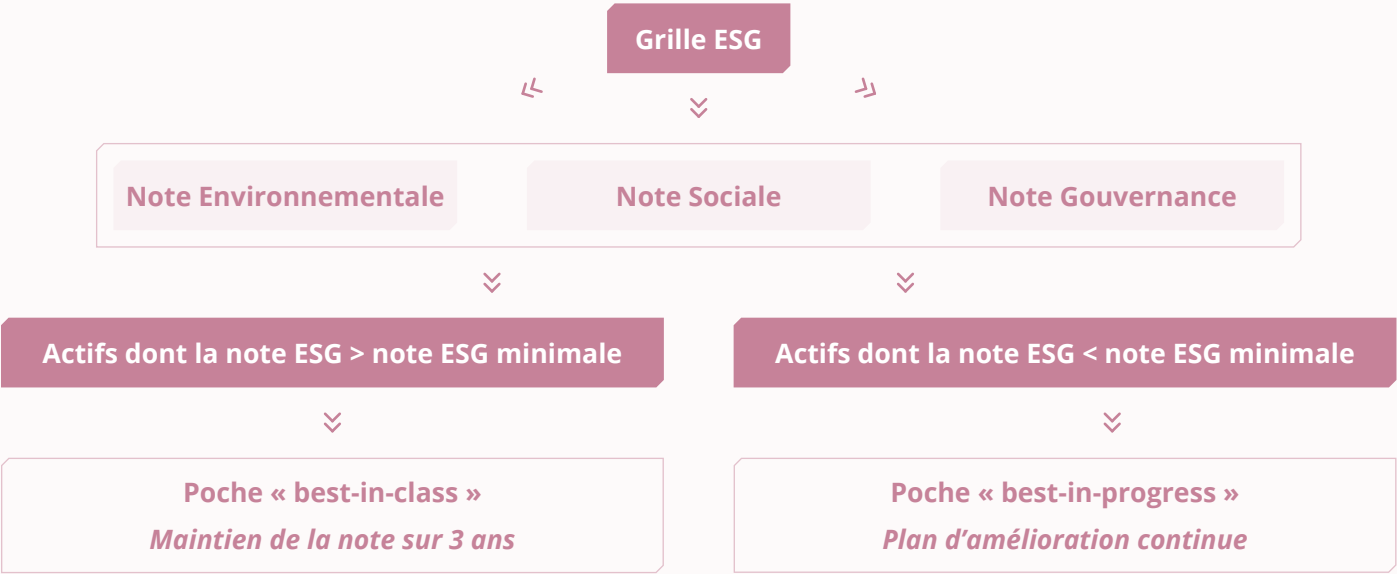 Grille ESG
Note Environnementale
Note Sociale
Note Gouvernance
Actifs dont la note ESG > note ESG minimale
Actifs dont la note ESG < note ESG minimale
Poche « best-in-class »
Maintien de la note sur 3 ans
Poche « best-in-progress »
Plan d’amélioration continue